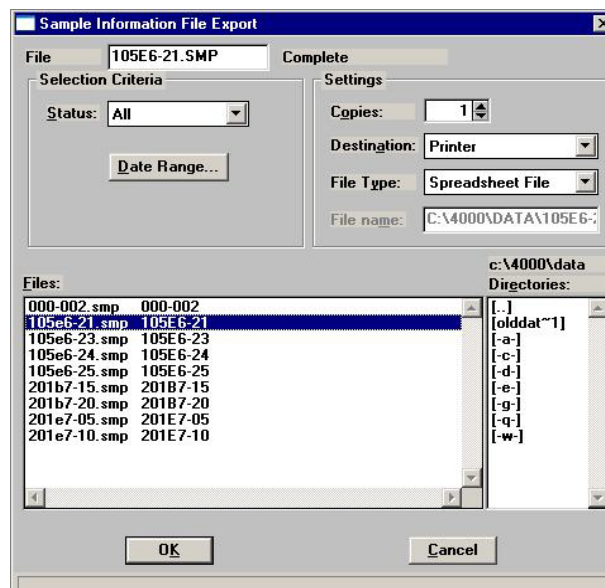 Sample Information File Export
File 105E6-21.SMP Complete
Selection Criteria
Status: All
Date Range...
Settings
Copies: 1
Destination: Printer
File Type: Spreadsheet File
File name: C:\4000\DATA\105E6-2
c:\4000\data
Files:
Directories:
000-002.smp 000-002
105e6-21.smp 105E6-21
105e6-23.smp 105E6-23
105e6-24.smp 105E6-24
105e6-25.smp 105E6-25
201b7-15.smp 201B7-15
201b7-20.smp 201B7-20
201e7-05.smp 201E7-05
201e7-10.smp 201E7-10
[..]
[olddat~1]
[-a-]
[-c-]
[-d-]
[-e-]
[-g-]
[-q-]
[-w-]
OK
Cancel